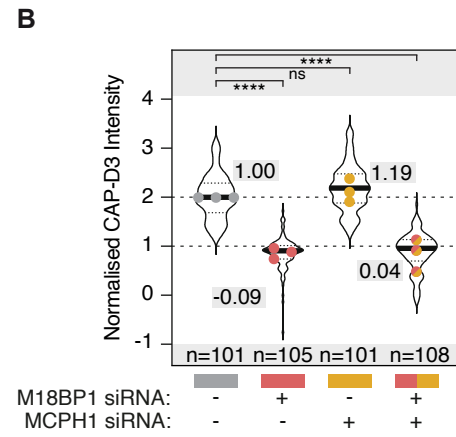 B
****
ns
****
Normalised CAP-D3 Intensity
4
3
2
1
0
-1
1.00
1.19
-0.09
0.04
n=101 n=105 n=101 n=108
M18BP1 siRNA: - + - +
MCPH1 siRNA: - - + +